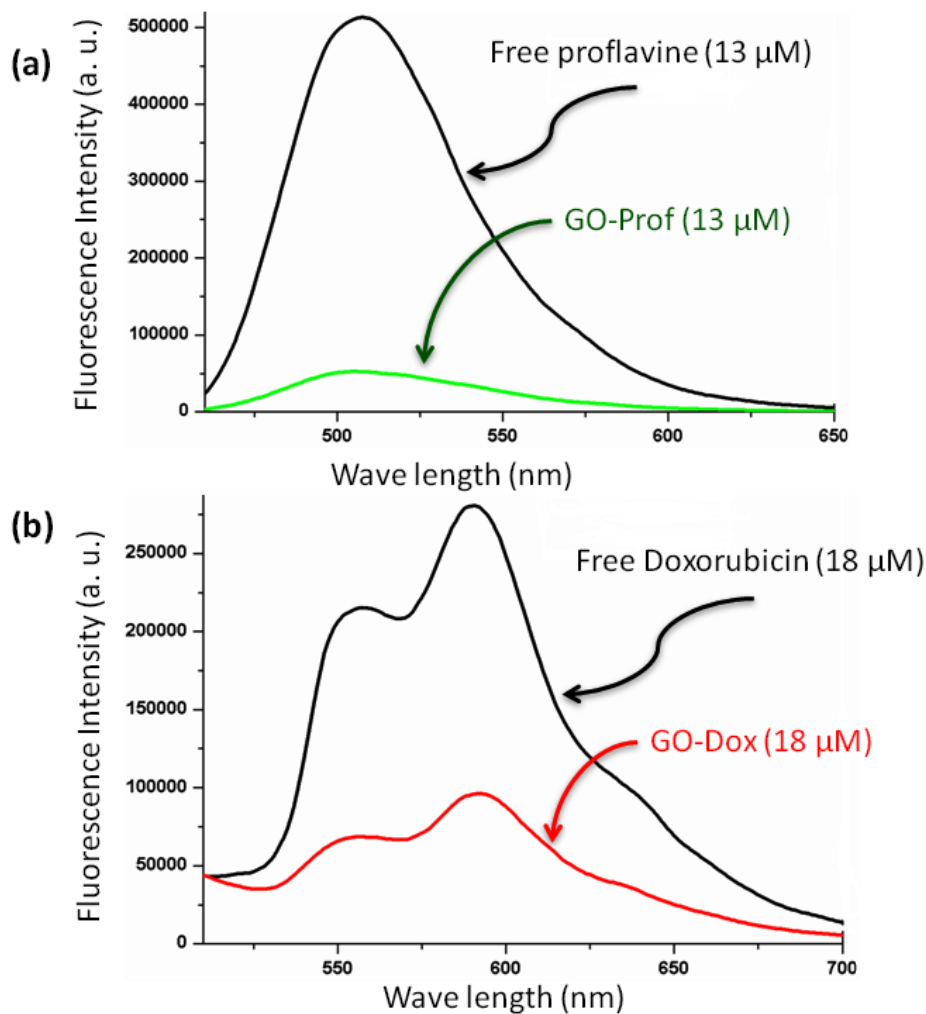 (a)
Fluorescence Intensity (a. u.)
500000
400000
300000
200000
100000
0
Free proflavine (13 µM)
GO-Prof (13 µM)
500
550
600
650
Wave length (nm)
(b)
Fluorescence Intensity (a. u.)
250000
200000
150000
100000
50000
0
Free Doxorubicin (18 µM)
GO-Dox (18 µM)
550
600
650
700
Wave length (nm)